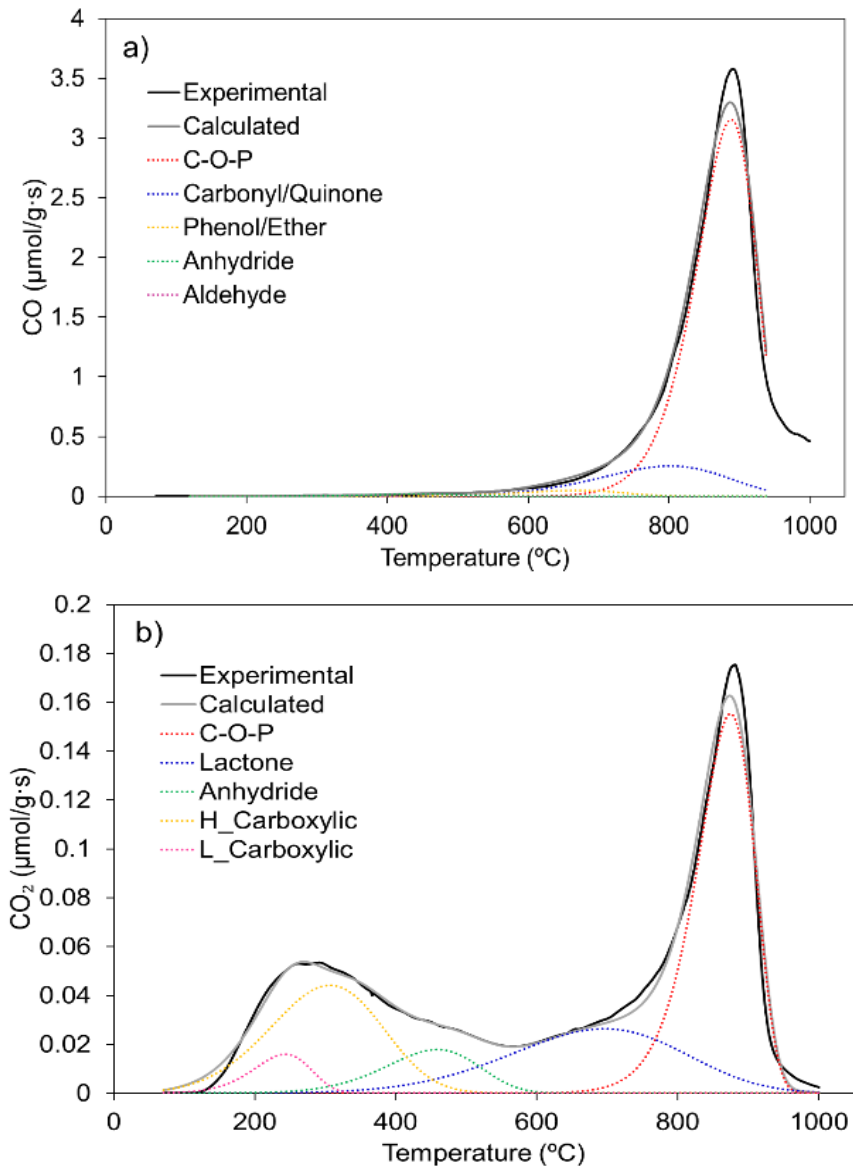 a)
Experimental
Calculated
C-O-P
Carbonyl/Quinone
Phenol/Ether
Anhydride
Aldehyde
CO (µmol/g·s)
4
3.5
3
2.5
2
1.5
1
0.5
0
0 200 400 600 800 1000
Temperature (ºC)
b)
Experimental
Calculated
C-O-P
Lactone
Anhydride
H_Carboxylic
L_Carboxylic
CO₂ (µmol/g·s)
0.2
0.18
0.16
0.14
0.12
0.1
0.08
0.06
0.04
0.02
0
0 200 400 600 800 1000
Temperature (ºC)